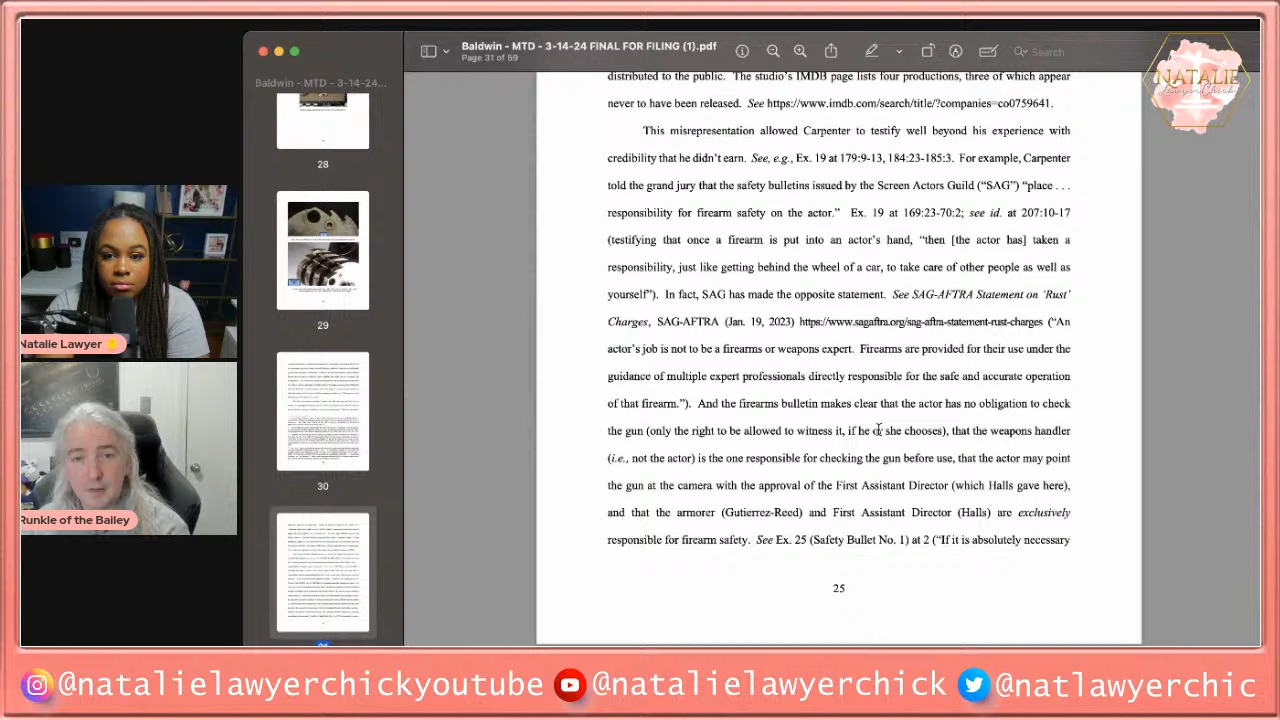 Baldwin - MTD - 3-14-24 FINAL FOR FILING (1).pdf
Page 31 of 59
Search
Baldwin - MTD - 3-14-24...
28
29
30
NATALIE
LawyerChick
distributed to the public. The studio's IMDB page lists four productions, three of which appear
never to have been released. See https://www.imdb.com/search/title/?companies=co0759641.
This misrepresentation allowed Carpenter to testify well beyond his experience with
credibility that he didn't earn. See, e.g., Ex. 19 at 179:9-13, 184:23-185:3. For example, Carpenter
told the grand jury that the safety bulletins issued by the Screen Actors Guild ("SAG") "place . . .
responsibility for firearm safety on the actor." Ex. 19 at 169:23-70:2; see id. at 207:10-17
(testifying that once a firearm is put into an actor's hand, "then [the actor has] taken a
responsibility, just like getting behind the wheel of a car, to take care of other people as well as
yourself"). In fact, SAG has made the opposite statement. See SAG-AFTRA Statement on 'Rust'
Charges, SAG-AFTRA (Jan. 19, 2023) https://www.sagaftra.org/sag-aftra-statement-rust-charges ("An
actor's job is not to be a firearms or weapons expert. Firearms are provided for their use under the
guidance of multiple expert professionals directly responsible for the safe and accurate operation
of that firearm."). And the safety bulletin makes clear that the actor has no obligation to check
the gun (only the right to be allowed to witness it, if he or she chooses), that the weapons handler
(i.e., not the actor) is the one responsible for checking the gun before use, that the actor may point
the gun at the camera with the approval of the First Assistant Director (which Halls gave here),
and that the armorer (Gutierrez-Reed) and First Assistant Director (Halls) are exclusively
responsible for firearm safety. See Ex. 25 (Safety Bullet No. 1) at 2 ("If it is absolutely necessary
25
Natalie Lawyer
Runkle of the Bailey
@natalielawyerchickyoutube
@natalielawyerchick
@natlawyerchic